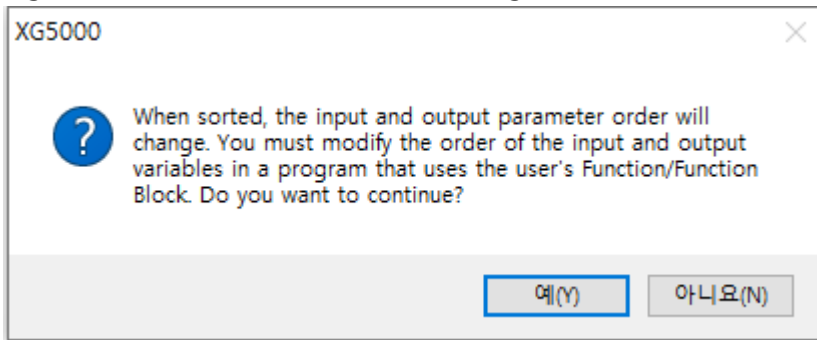 XG5000
When sorted, the input and output parameter order will
change. You must modify the order of the input and output
variables in a program that uses the user's Function/Function
Block. Do you want to continue?
예(Y) 아니요(N)